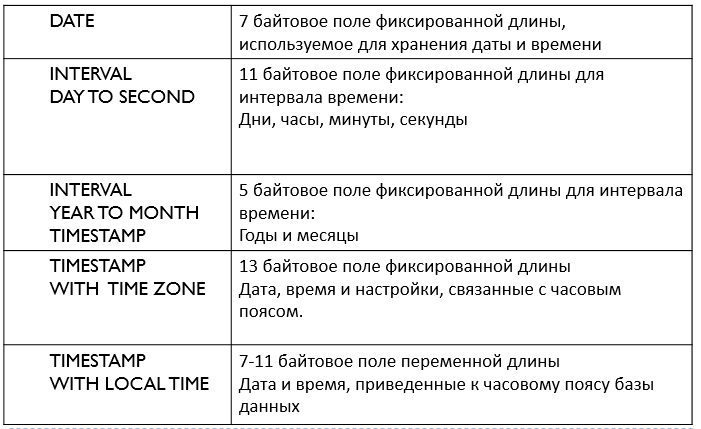 DATE
7 байтовое поле фиксированной длины,
используемое для хранения даты и времени
INTERVAL
DAY TO SECOND
11 байтовое поле фиксированной длины для
интервала времени:
Дни, часы, минуты, секунды
INTERVAL
YEAR TO MONTH
TIMESTAMP
5 байтовое поле фиксированной длины для интервала
времени:
Годы и месяцы
TIMESTAMP
WITH TIME ZONE
13 байтовое поле фиксированной длины
Дата, время и настройки, связанные с часовым
поясом.
TIMESTAMP
WITH LOCAL TIME
7-11 байтовое поле переменной длины
Дата и время, приведенные к часовому поясу базы
данных